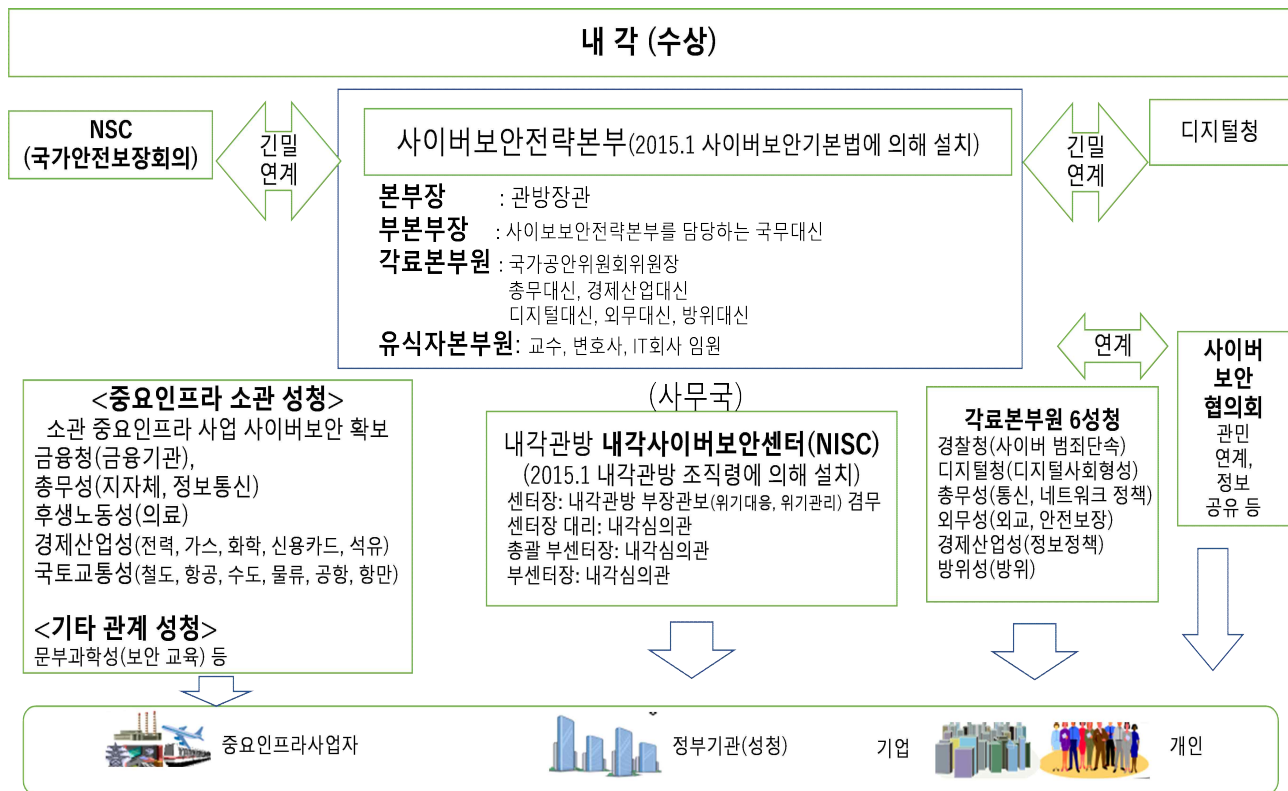 내 각 (수상)
NSC
(국가안전보장회의)
긴밀
연계
사이버보안전략본부(2015.1 사이버보안기본법에 의해 설치)
본부장 : 관방장관
부본부장 : 사이보보안전략본부를 담당하는 국무대신
각료본부원 : 국가공안위원회위원장
총무대신, 경제산업대신
디지털대신, 외무대신, 방위대신
유식자본부원: 교수, 변호사, IT회사 임원
긴밀
연계
디지털청
<중요인프라 소관 성청>
소관 중요인프라 사업 사이버보안 확보
금융청(금융기관),
총무성(지자체, 정보통신)
후생노동성(의료)
경제산업성(전력, 가스, 화학, 신용카드, 석유)
국토교통성(철도, 항공, 수도, 물류, 공항, 항만)
<기타 관계 성청>
문부과학성(보안 교육) 등
(사무국)
내각관방 내각사이버보안센터(NISC)
(2015.1 내각관방 조직령에 의해 설치)
센터장: 내각관방 부장관보(위기대응, 위기관리) 겸무
센터장 대리: 내각심의관
총괄 부센터장: 내각심의관
부센터장: 내각심의관
연계
각료본부원 6성청
경찰청(사이버 범죄단속)
디지털청(디지털사회형성)
총무성(통신, 네트워크 정책)
외무성(외교, 안전보장)
경제산업성(정보정책)
방위성(방위)
사이버
보안
협의회
관민
연계,
정보
공유 등
중요인프라사업자
정부기관(성청)
기업
개인